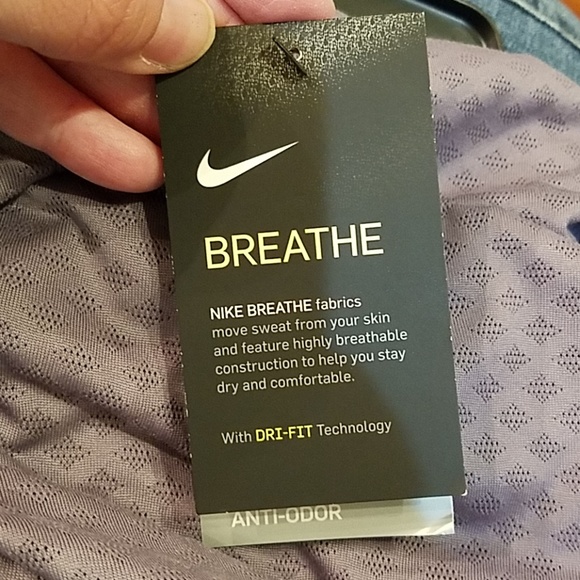 BREATHE
NIKE BREATHE fabrics
move sweat from your skin
and feature highly breathable
construction to help you stay
dry and comfortable.
With DRI-FIT Technology
ANTI-ODOR